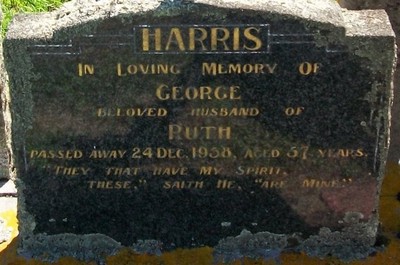 HARRIS
IN LOVING MEMORY OF
GEORGE
BELOVED HUSBAND OF
RUTH
PASSED AWAY 24 DEC. 1938, AGED 57 YEARS.
"THEY THAT HAVE MY SPIRIT,
THESE," SAITH HE, "ARE MINE"